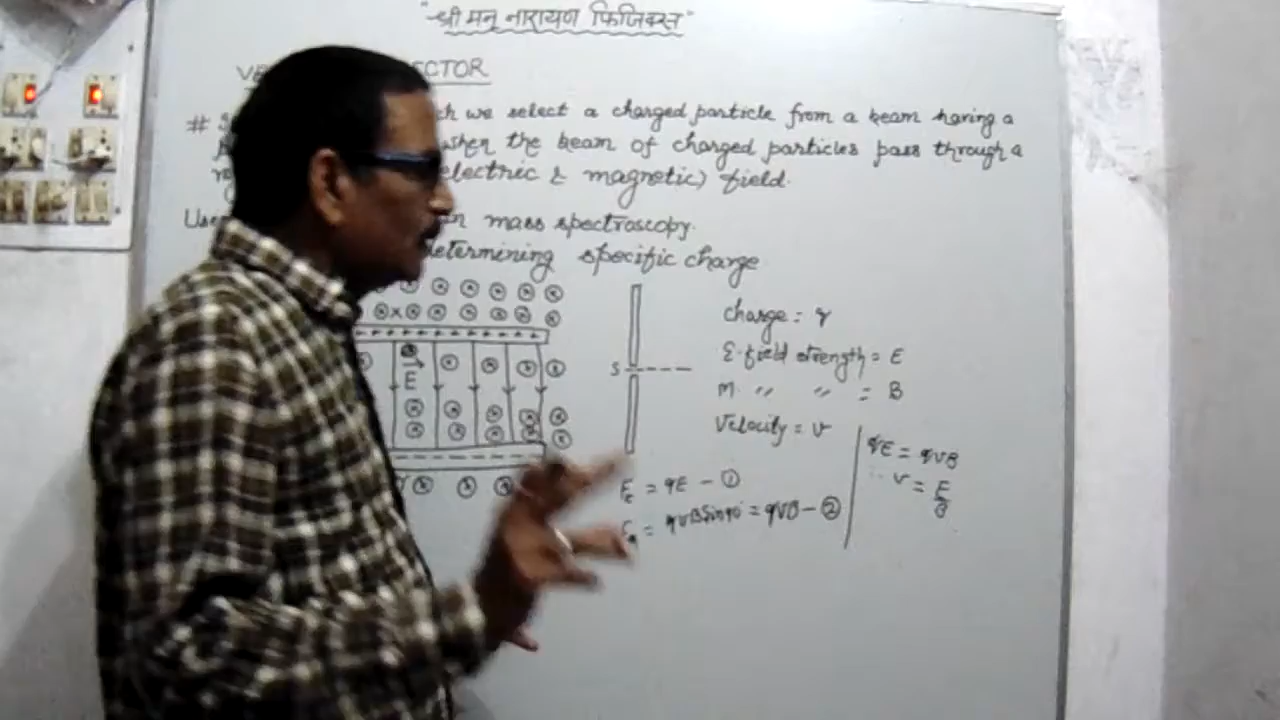 "श्री मनू नारायण फिजिक्स"
VE ECTOR
# ch we select a charged particle from a beam having a
when the beam of charged particles pass through a
electric & magnetic) field.
Use in mass spectroscopy.
determining specific charge
Charge = q
E. field strength = E
M. " " = B
Velocity = v
S
E
qE = qvB
∴ v = E/B
= qE - ①
= qvB Sin90° = qvB - ②